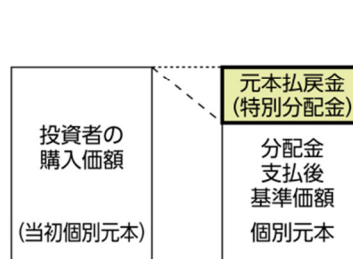 投資者の
購入価額
(当初個別元本)
元本払戻金
(特別分配金)
分配金
支払後
基準価額
個別元本